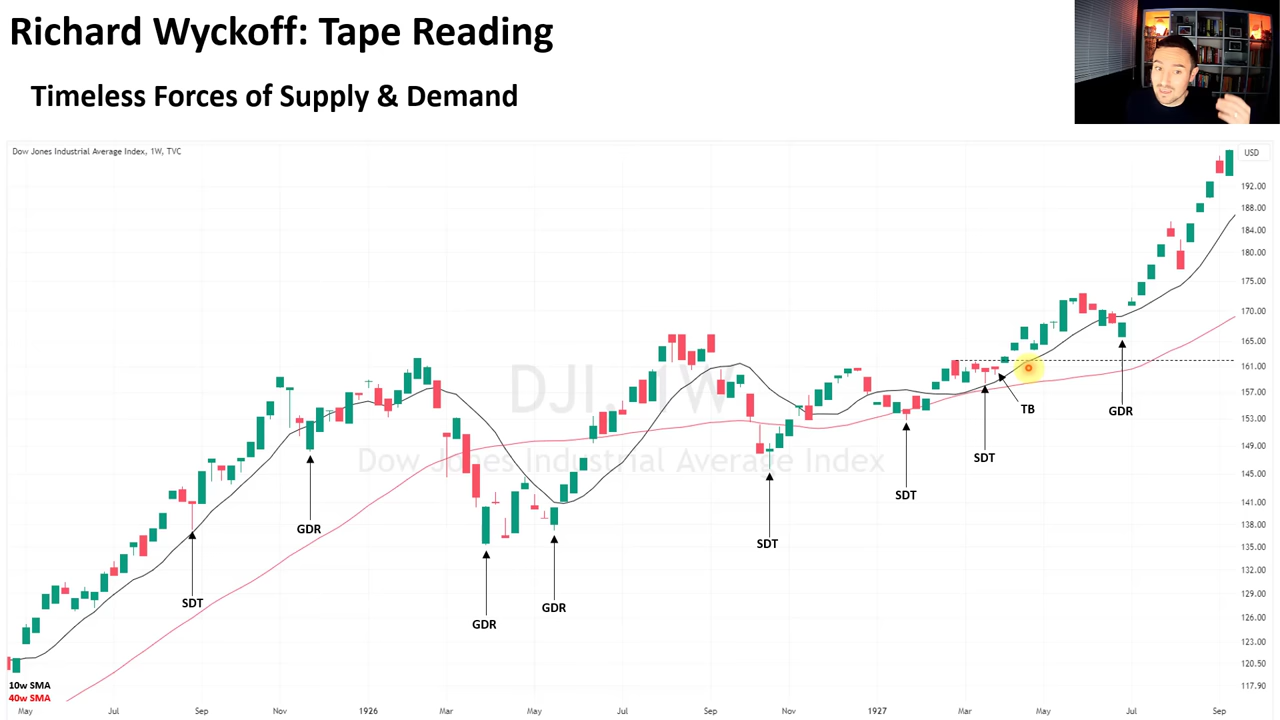 Richard Wyckoff: Tape Reading
Timeless Forces of Supply & Demand
Dow Jones Industrial Average Index, 1W, TVC
USD
192.00
188.00
184.00
180.00
175.00
170.00
165.00
161.00
157.00
153.00
149.00
145.00
141.00
138.00
135.00
132.00
129.00
126.00
123.00
120.50
117.90
DJI, 1W
Dow Jones Industrial Average Index
SDT
GDR
GDR
GDR
SDT
SDT
SDT
TB
GDR
10w SMA
40w SMA
May Jul Sep Nov 1926 Mar May Jul Sep Nov 1927 Mar May Jul Sep